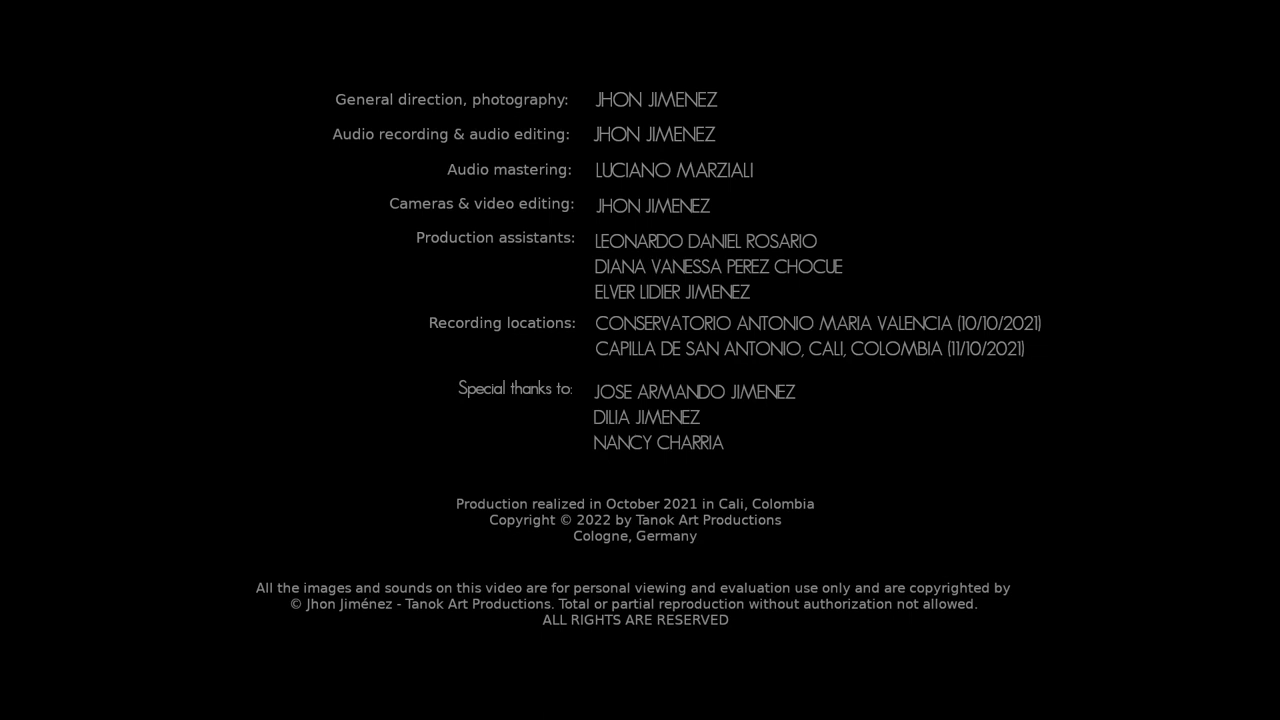 General direction, photography: JHON JIMENEZ
Audio recording & audio editing: JHON JIMENEZ
Audio mastering: LUCIANO MARZIALI
Cameras & video editing: JHON JIMENEZ
Production assistants: LEONARDO DANIEL ROSARIO
DIANA VANESSA PEREZ CHOCUE
ELVER LIDIER JIMENEZ
Recording locations: CONSERVATORIO ANTONIO MARIA VALENCIA (10/10/2021)
CAPILLA DE SAN ANTONIO, CALI, COLOMBIA (11/10/2021)
Special thanks to: JOSE ARMANDO JIMENEZ
DILIA JIMENEZ
NANCY CHARRIA
Production realized in October 2021 in Cali, Colombia
Copyright © 2022 by Tanok Art Productions
Cologne, Germany
All the images and sounds on this video are for personal viewing and evaluation use only and are copyrighted by
© Jhon Jiménez - Tanok Art Productions. Total or partial reproduction without authorization not allowed.
ALL RIGHTS ARE RESERVED